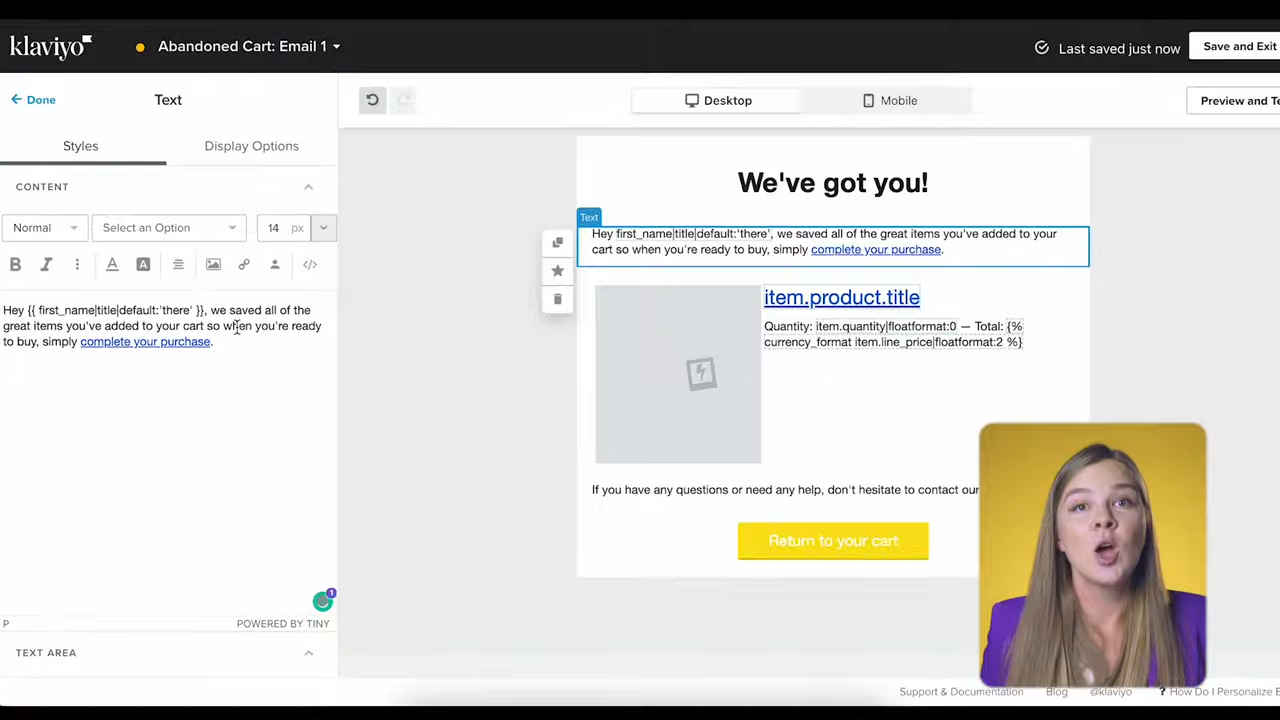 klaviyo
Abandoned Cart: Email 1
Last saved just now
Save and Exit
Done
Text
Desktop
Mobile
Preview and Te
Styles
Display Options
CONTENT
Normal
Select an Option
14 px
B I A A </>
Hey {{ first_name|title|default:'there' }}, we saved all of the
great items you've added to your cart so when you're ready
to buy, simply complete your purchase.
1
P
POWERED BY TINY
TEXT AREA
We've got you!
Text
Hey first_name|title|default:'there', we saved all of the great items you've added to your
cart so when you're ready to buy, simply complete your purchase.
item.product.title
Quantity: item.quantity|floatformat:0 — Total: {%
currency_format item.line_price|floatformat:2 %}
If you have any questions or need any help, don't hesitate to contact our
Return to your cart
Support & Documentation
Blog
@klaviyo
? How Do I Personalize E